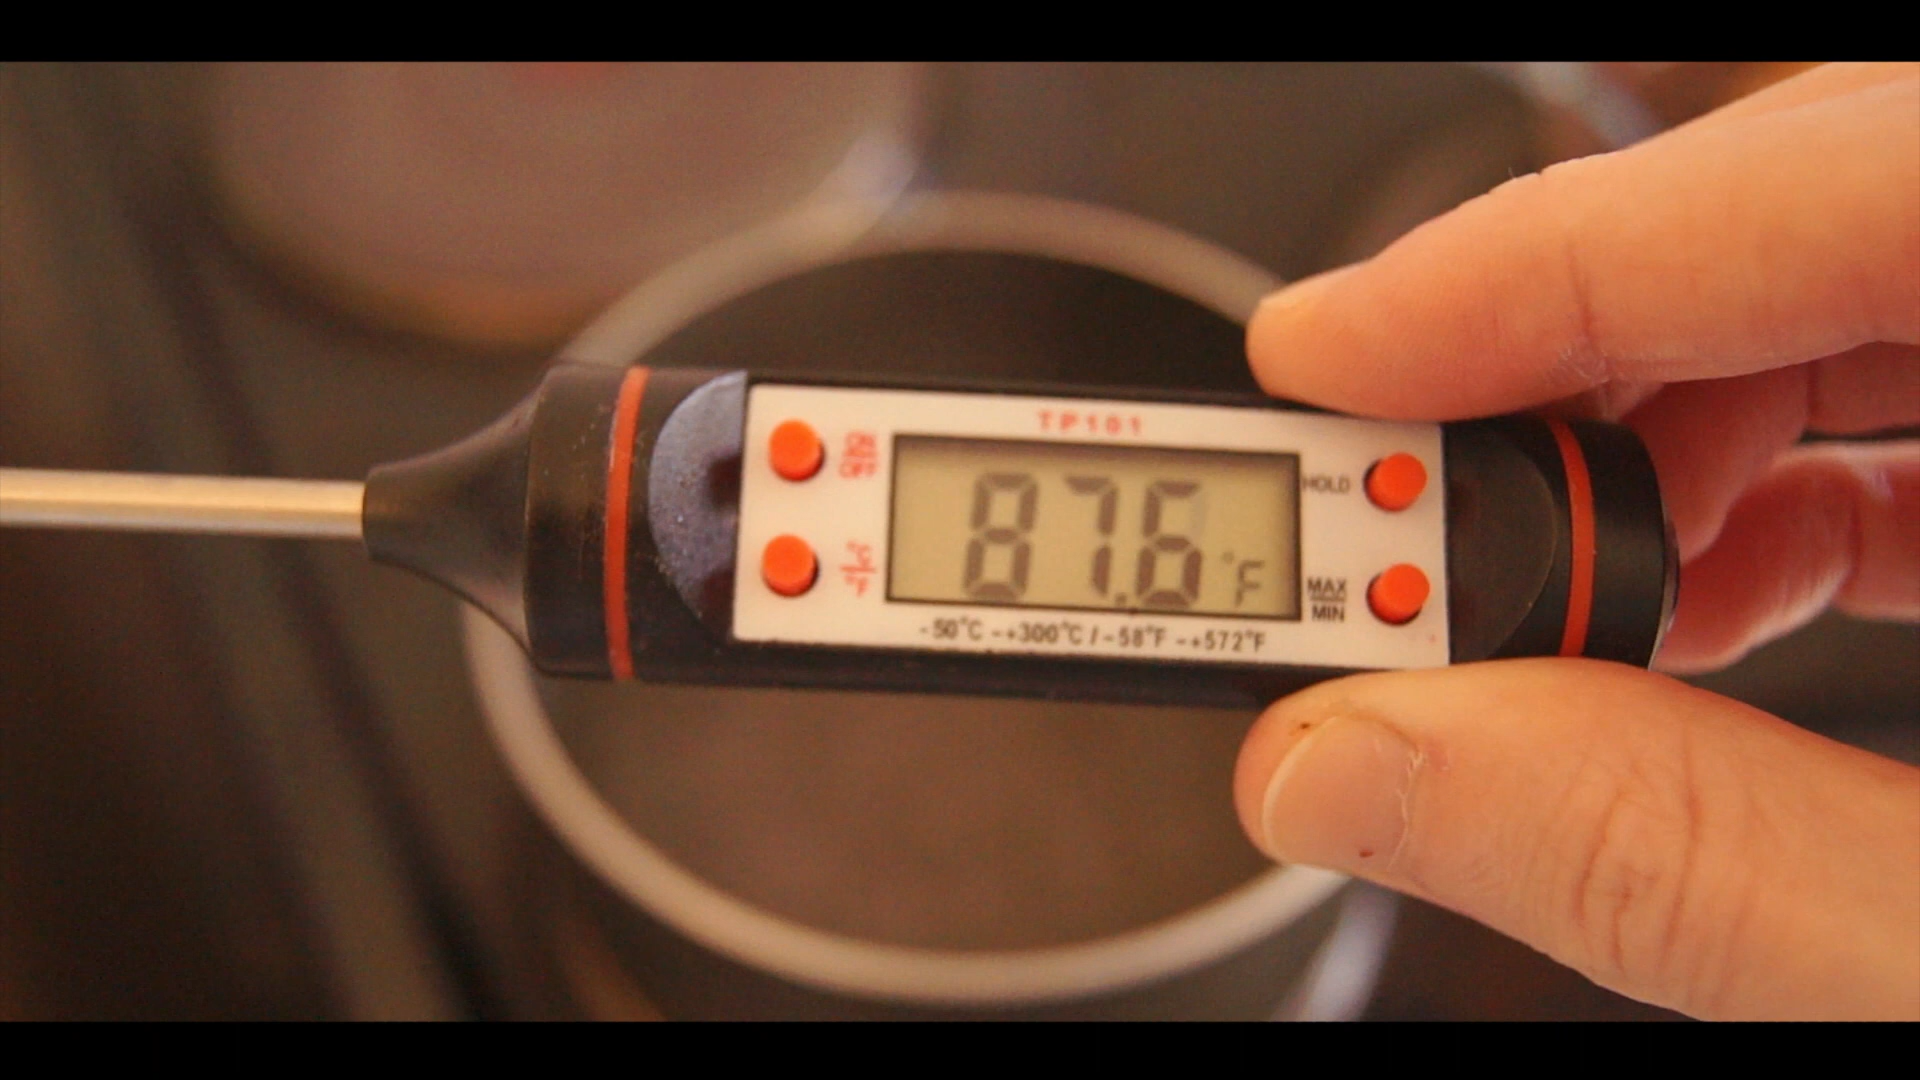 TP101
HOLD
87.6 °F
°C
°F
MAX
MIN
-50°C -+300°C / -58°F -+572°F